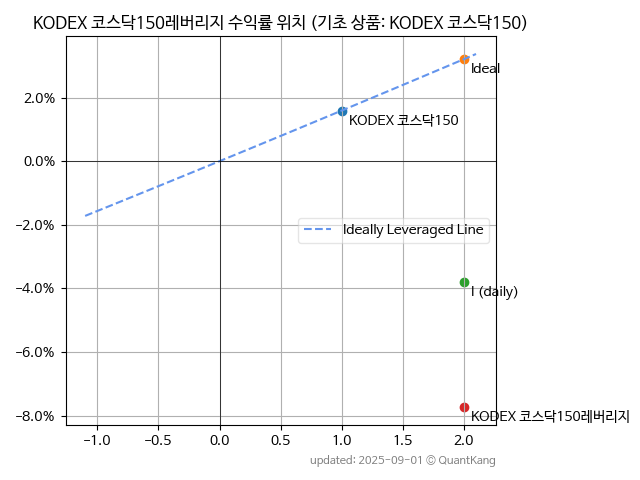 KODEX 코스닥150레버리지 수익률 위치 (기초 상품: KODEX 코스닥150)
Ideal
2.0%
KODEX 코스닥150
0.0%
−2.0%
Ideally Leveraged Line
−4.0%
I (daily)
−6.0%
−8.0%
KODEX 코스닥150레버리지
−1.0 −0.5 0.0 0.5 1.0 1.5 2.0
updated: 2025-09-01 © QuantKang